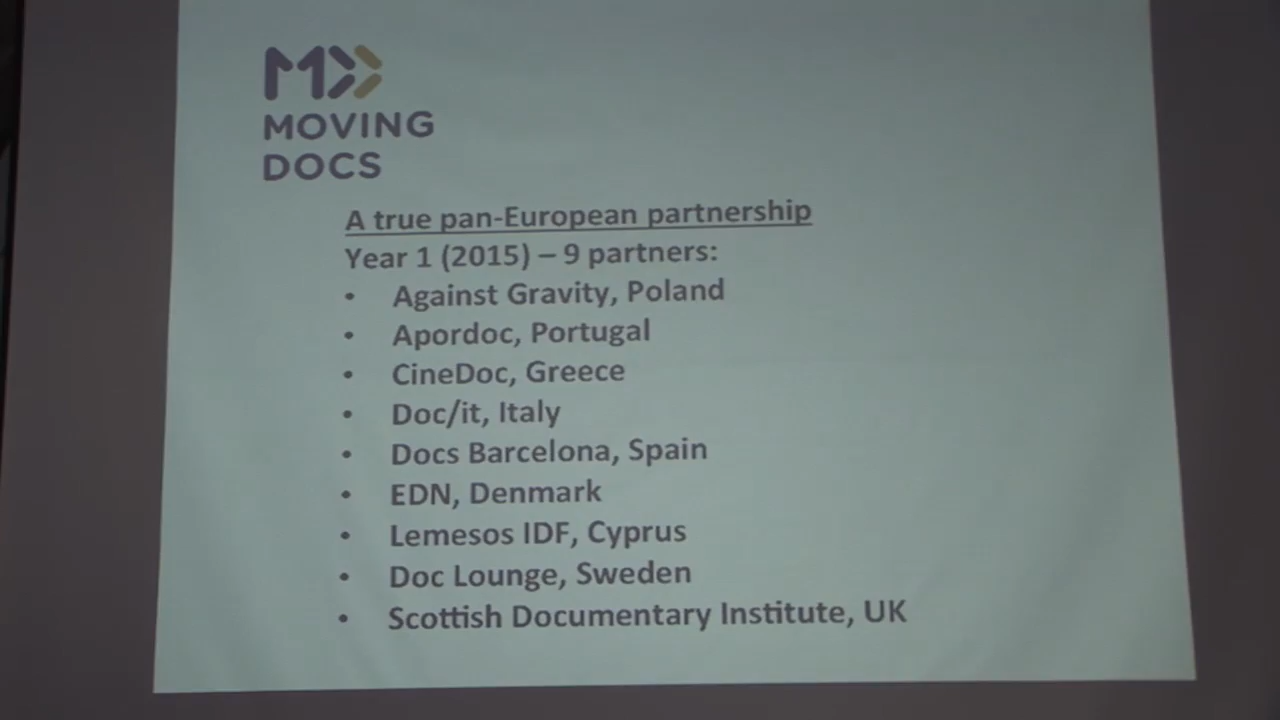 MOVING
DOCS
A true pan-European partnership
Year 1 (2015) – 9 partners:
• Against Gravity, Poland
• Apordoc, Portugal
• CineDoc, Greece
• Doc/it, Italy
• Docs Barcelona, Spain
• EDN, Denmark
• Lemesos IDF, Cyprus
• Doc Lounge, Sweden
• Scottish Documentary Institute, UK